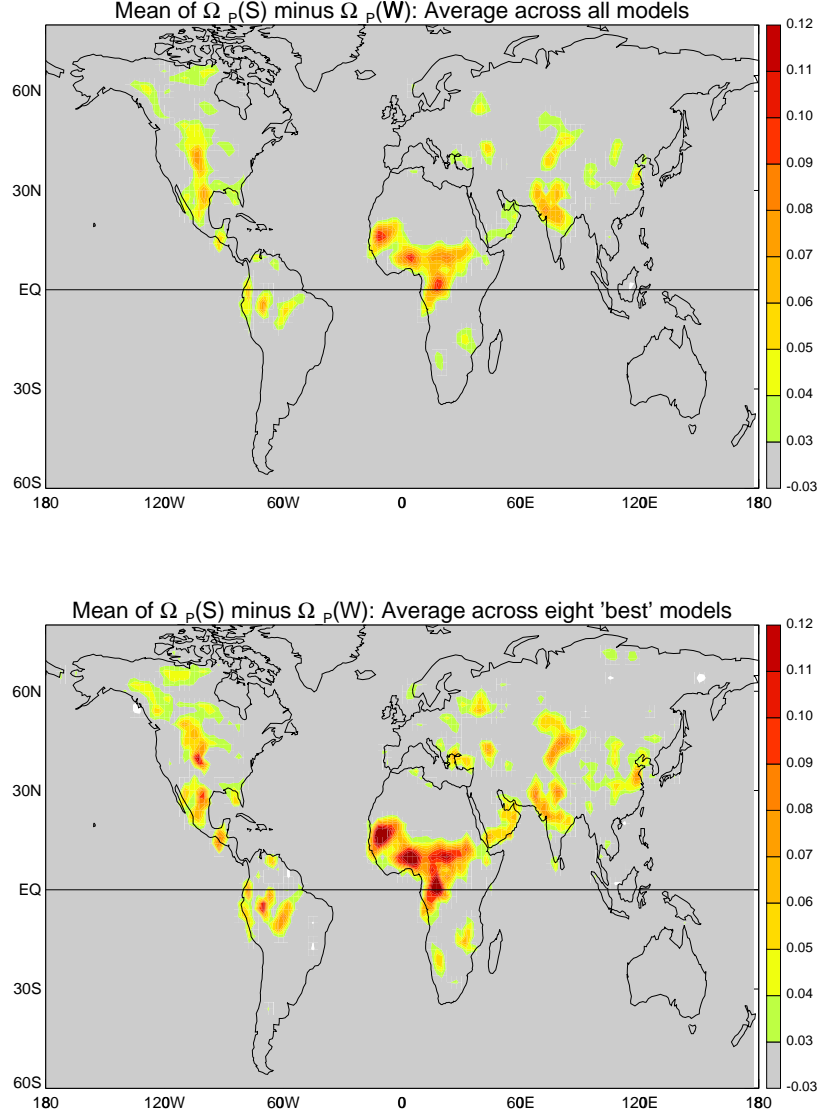 Mean of Ω P(S) minus Ω P(W): Average across all models
0.12
0.11
0.10
0.09
0.08
0.07
0.06
0.05
0.04
0.03
-0.03
60N
30N
EQ
30S
60S
180 120W 60W 0 60E 120E 180
Mean of Ω P(S) minus Ω P(W): Average across eight 'best' models
0.12
0.11
0.10
0.09
0.08
0.07
0.06
0.05
0.04
0.03
-0.03
60N
30N
EQ
30S
60S
180 120W 60W 0 60E 120E 180